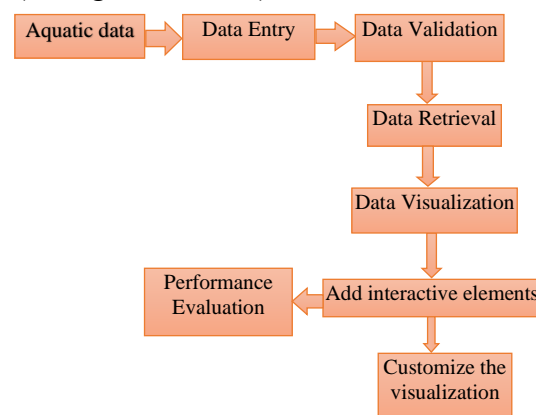 Aquatic data
Data Entry
Data Validation
Data Retrieval
Data Visualization
Add interactive elements
Performance
Evaluation
Customize the
visualization